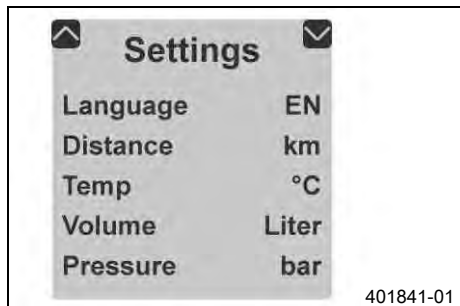 Settings
Language EN
Distance km
Temp °C
Volume Liter
Pressure bar
401841-01